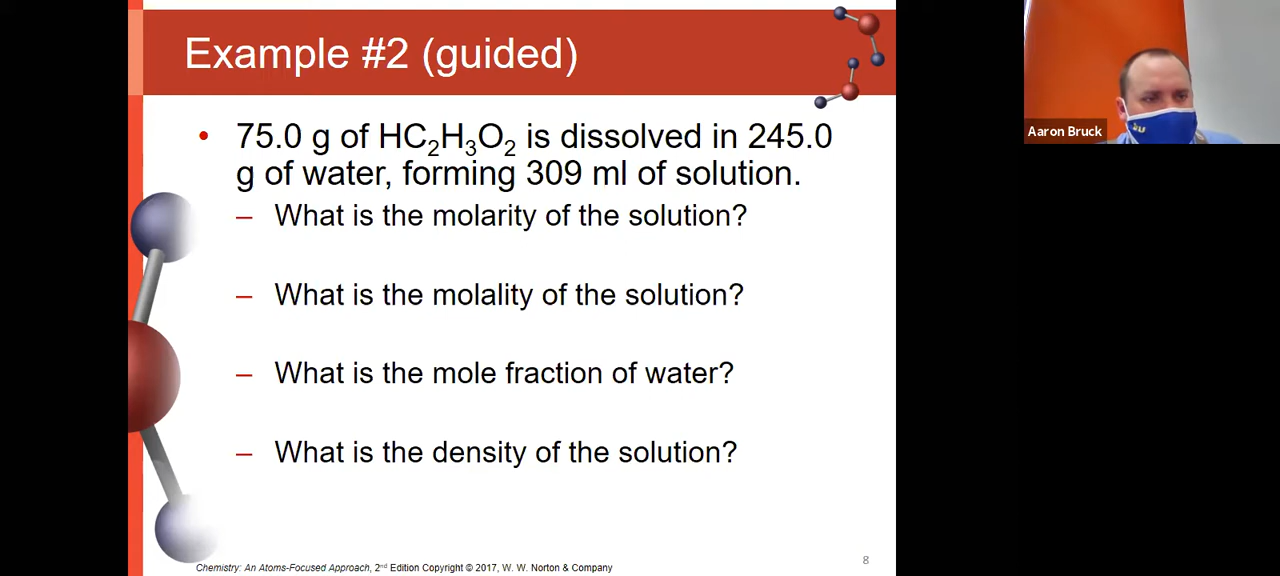 Example #2 (guided)
• 75.0 g of HC₂H₃O₂ is dissolved in 245.0
g of water, forming 309 ml of solution.
– What is the molarity of the solution?
– What is the molality of the solution?
– What is the mole fraction of water?
– What is the density of the solution?
Chemistry: An Atoms-Focused Approach, 2nd Edition Copyright © 2017, W. W. Norton & Company
8
Aaron Bruck